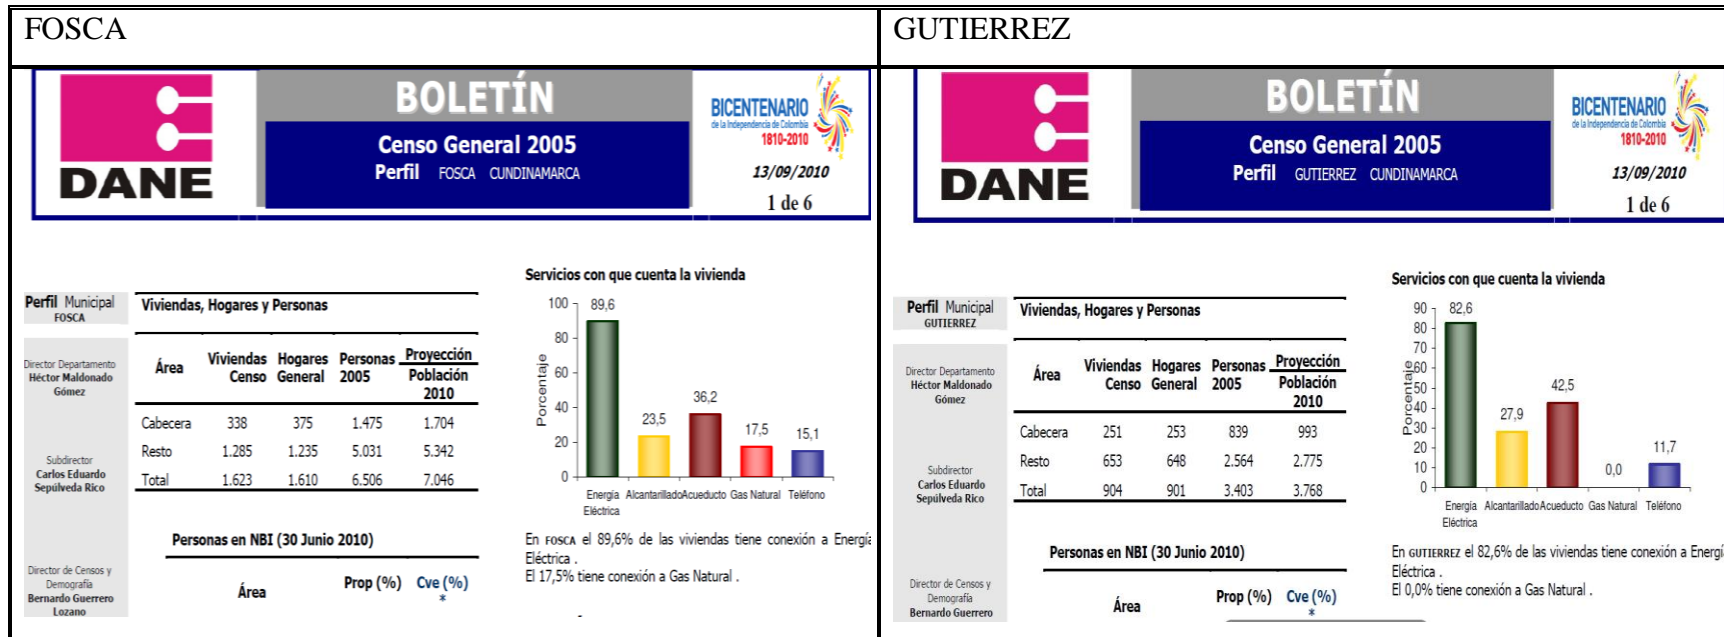 FOSCA
DANE
BOLETÍN
Censo General 2005
Perfil FOSCA CUNDINAMARCA
BICENTENARIO
de la Independencia de Colombia
1810-2010
13/09/2010
1 de 6
Perfil Municipal
FOSCA
Director Departamento
Héctor Maldonado
Gómez
Subdirector
Carlos Eduardo
Sepúlveda Rico
Director de Censos y
Demografía
Bernardo Guerrero
Lozano
Viviendas, Hogares y Personas
Área Viviendas Censo Hogares General Personas 2005 Proyección Población 2010
Cabecera 338 375 1.475 1.704
Resto 1.285 1.235 5.031 5.342
Total 1.623 1.610 6.506 7.046
Personas en NBI (30 Junio 2010)
Área Prop (%) Cve (%)
*
Servicios con que cuenta la vivienda
Porcentaje
100
80
60
40
20
0
89,6
23,5
36,2
17,5
15,1
Energía Eléctrica
Alcantarillado
Acueducto
Gas Natural
Teléfono
En FOSCA el 89,6% de las viviendas tiene conexión a Energía
Eléctrica .
El 17,5% tiene conexión a Gas Natural .
GUTIERREZ
DANE
BOLETÍN
Censo General 2005
Perfil GUTIERREZ CUNDINAMARCA
BICENTENARIO
de la Independencia de Colombia
1810-2010
13/09/2010
1 de 6
Perfil Municipal
GUTIERREZ
Director Departamento
Héctor Maldonado
Gómez
Subdirector
Carlos Eduardo
Sepúlveda Rico
Director de Censos y
Demografía
Bernardo Guerrero
Viviendas, Hogares y Personas
Área Viviendas Censo Hogares General Personas 2005 Proyección Población 2010
Cabecera 251 253 839 993
Resto 653 648 2.564 2.775
Total 904 901 3.403 3.768
Personas en NBI (30 Junio 2010)
Área Prop (%) Cve (%)
*
Servicios con que cuenta la vivienda
Porcentaje
90
80
70
60
50
40
30
20
10
0
82,6
27,9
42,5
0,0
11,7
Energía Eléctrica
Alcantarillado
Acueducto
Gas Natural
Teléfono
En GUTIERREZ el 82,6% de las viviendas tiene conexión a Energí
Eléctrica .
El 0,0% tiene conexión a Gas Natural .